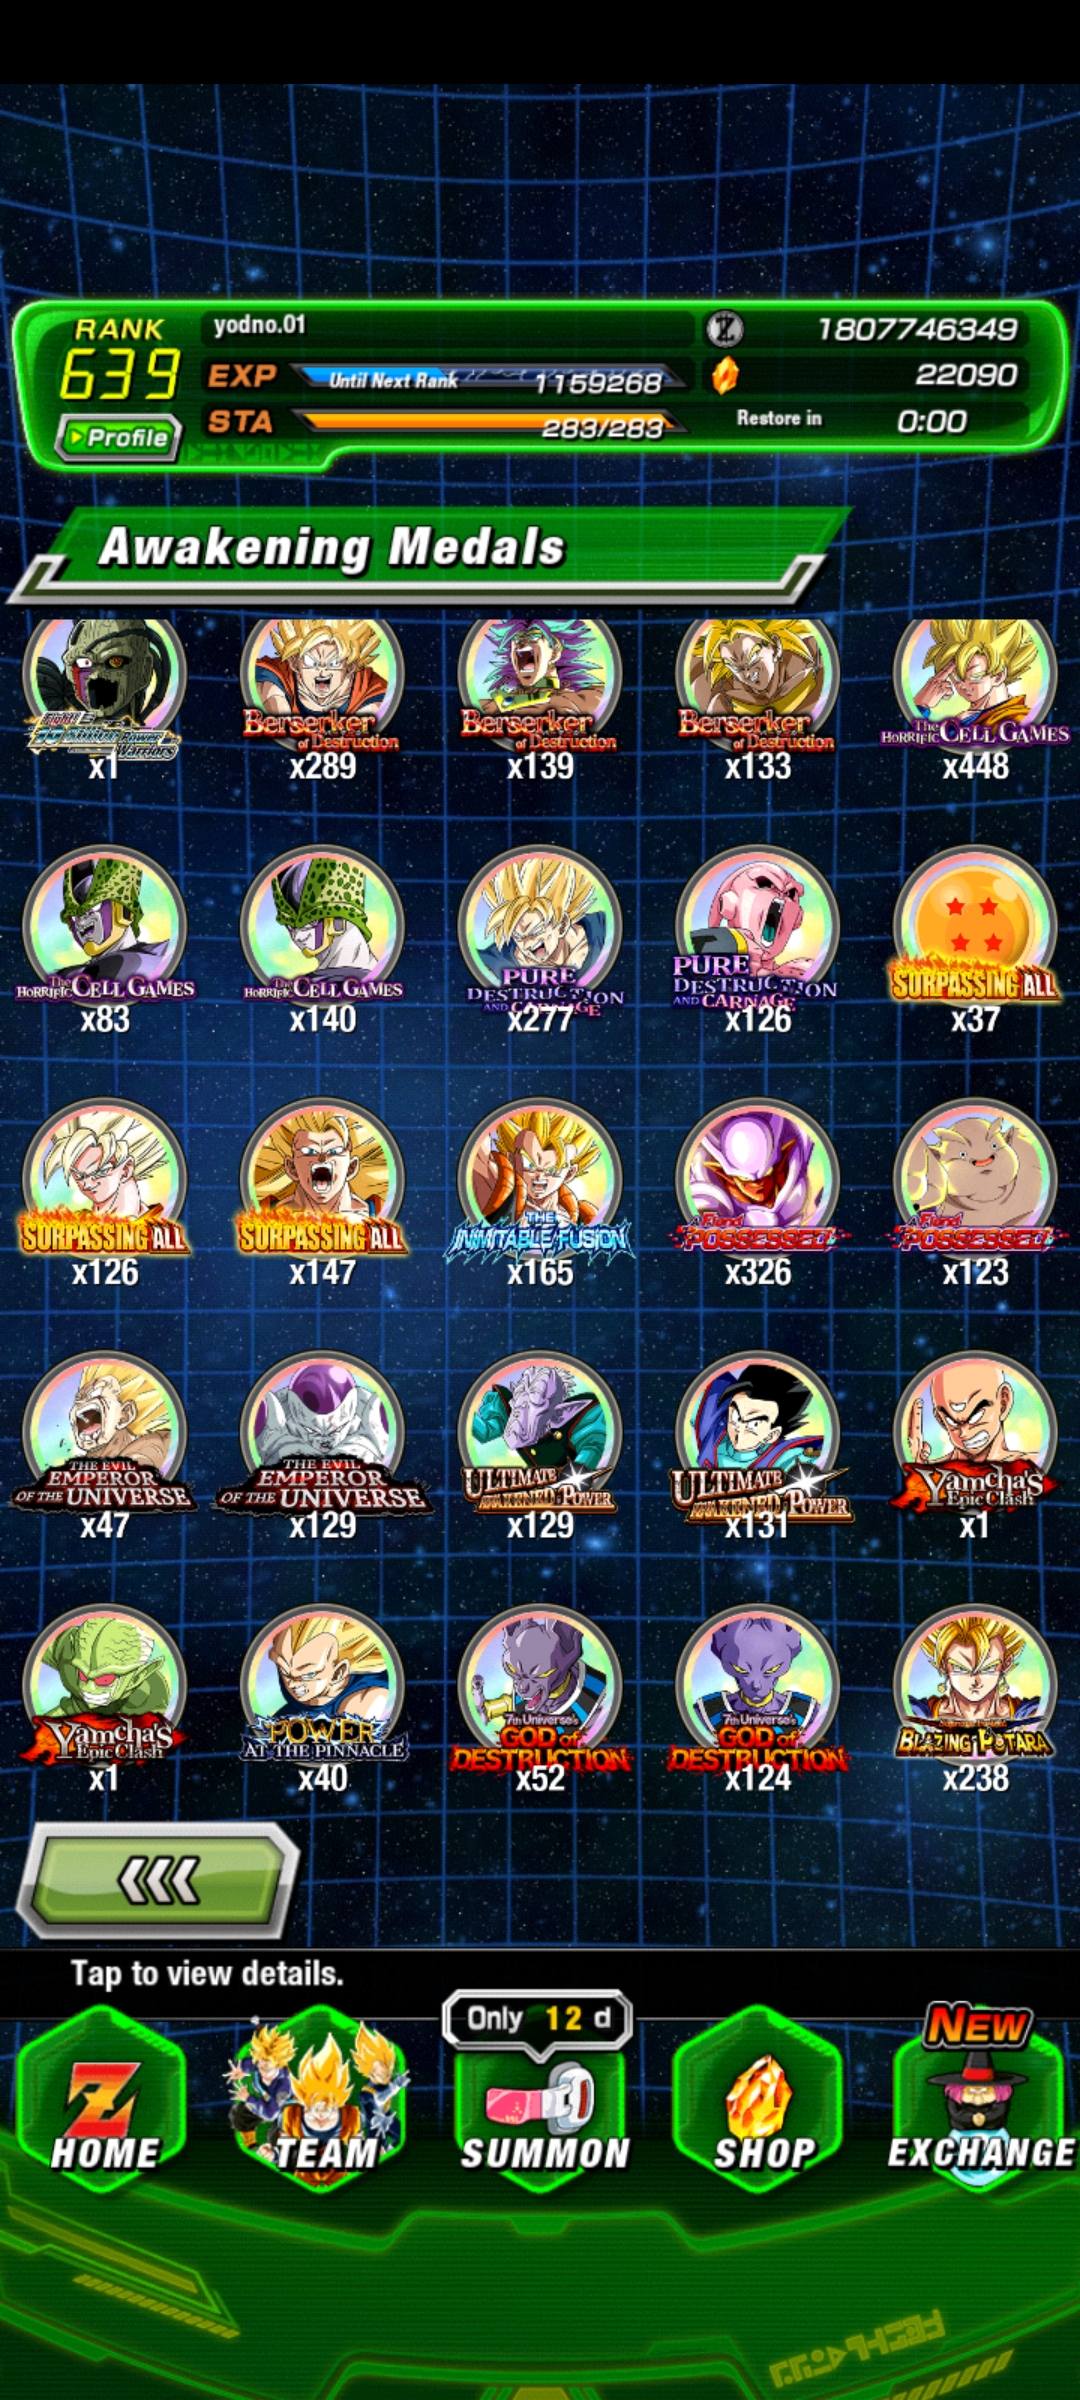 RANK
639
yodno.01
1807746349
EXP Until Next Rank 1159268
22090
STA 283/283 Restore in 0:00
Profile
Awakening Medals
Fight! Power Warriors
Berserker of Destruction
Berserker of Destruction
Berserker of Destruction
The HORRIFIC CELL GAMES
x1 x289 x139 x133 x448
The HORRIFIC CELL GAMES
The HORRIFIC CELL GAMES
PURE DESTRUCTION AND CARNAGE
PURE DESTRUCTION AND CARNAGE
SURPASSING ALL
x83 x140 x277 x126 x37
SURPASSING ALL
SURPASSING ALL
THE INIMITABLE FUSION
A Fiend POSSESSED
A Fiend POSSESSED
x126 x147 x165 x326 x123
THE EVIL EMPEROR OF THE UNIVERSE
THE EVIL EMPEROR OF THE UNIVERSE
ULTIMATE AWAKENED POWER
ULTIMATE AWAKENED POWER
Yamcha's Epic Clash
x47 x129 x129 x131 x1
Yamcha's Epic Clash
POWER AT THE PINNACLE
7th Universe's GOD of DESTRUCTION
7th Universe's GOD of DESTRUCTION
BLAZING POTARA
x1 x40 x52 x124 x238
Tap to view details.
Only 12 d
NEW
HOME TEAM SUMMON SHOP EXCHANGE